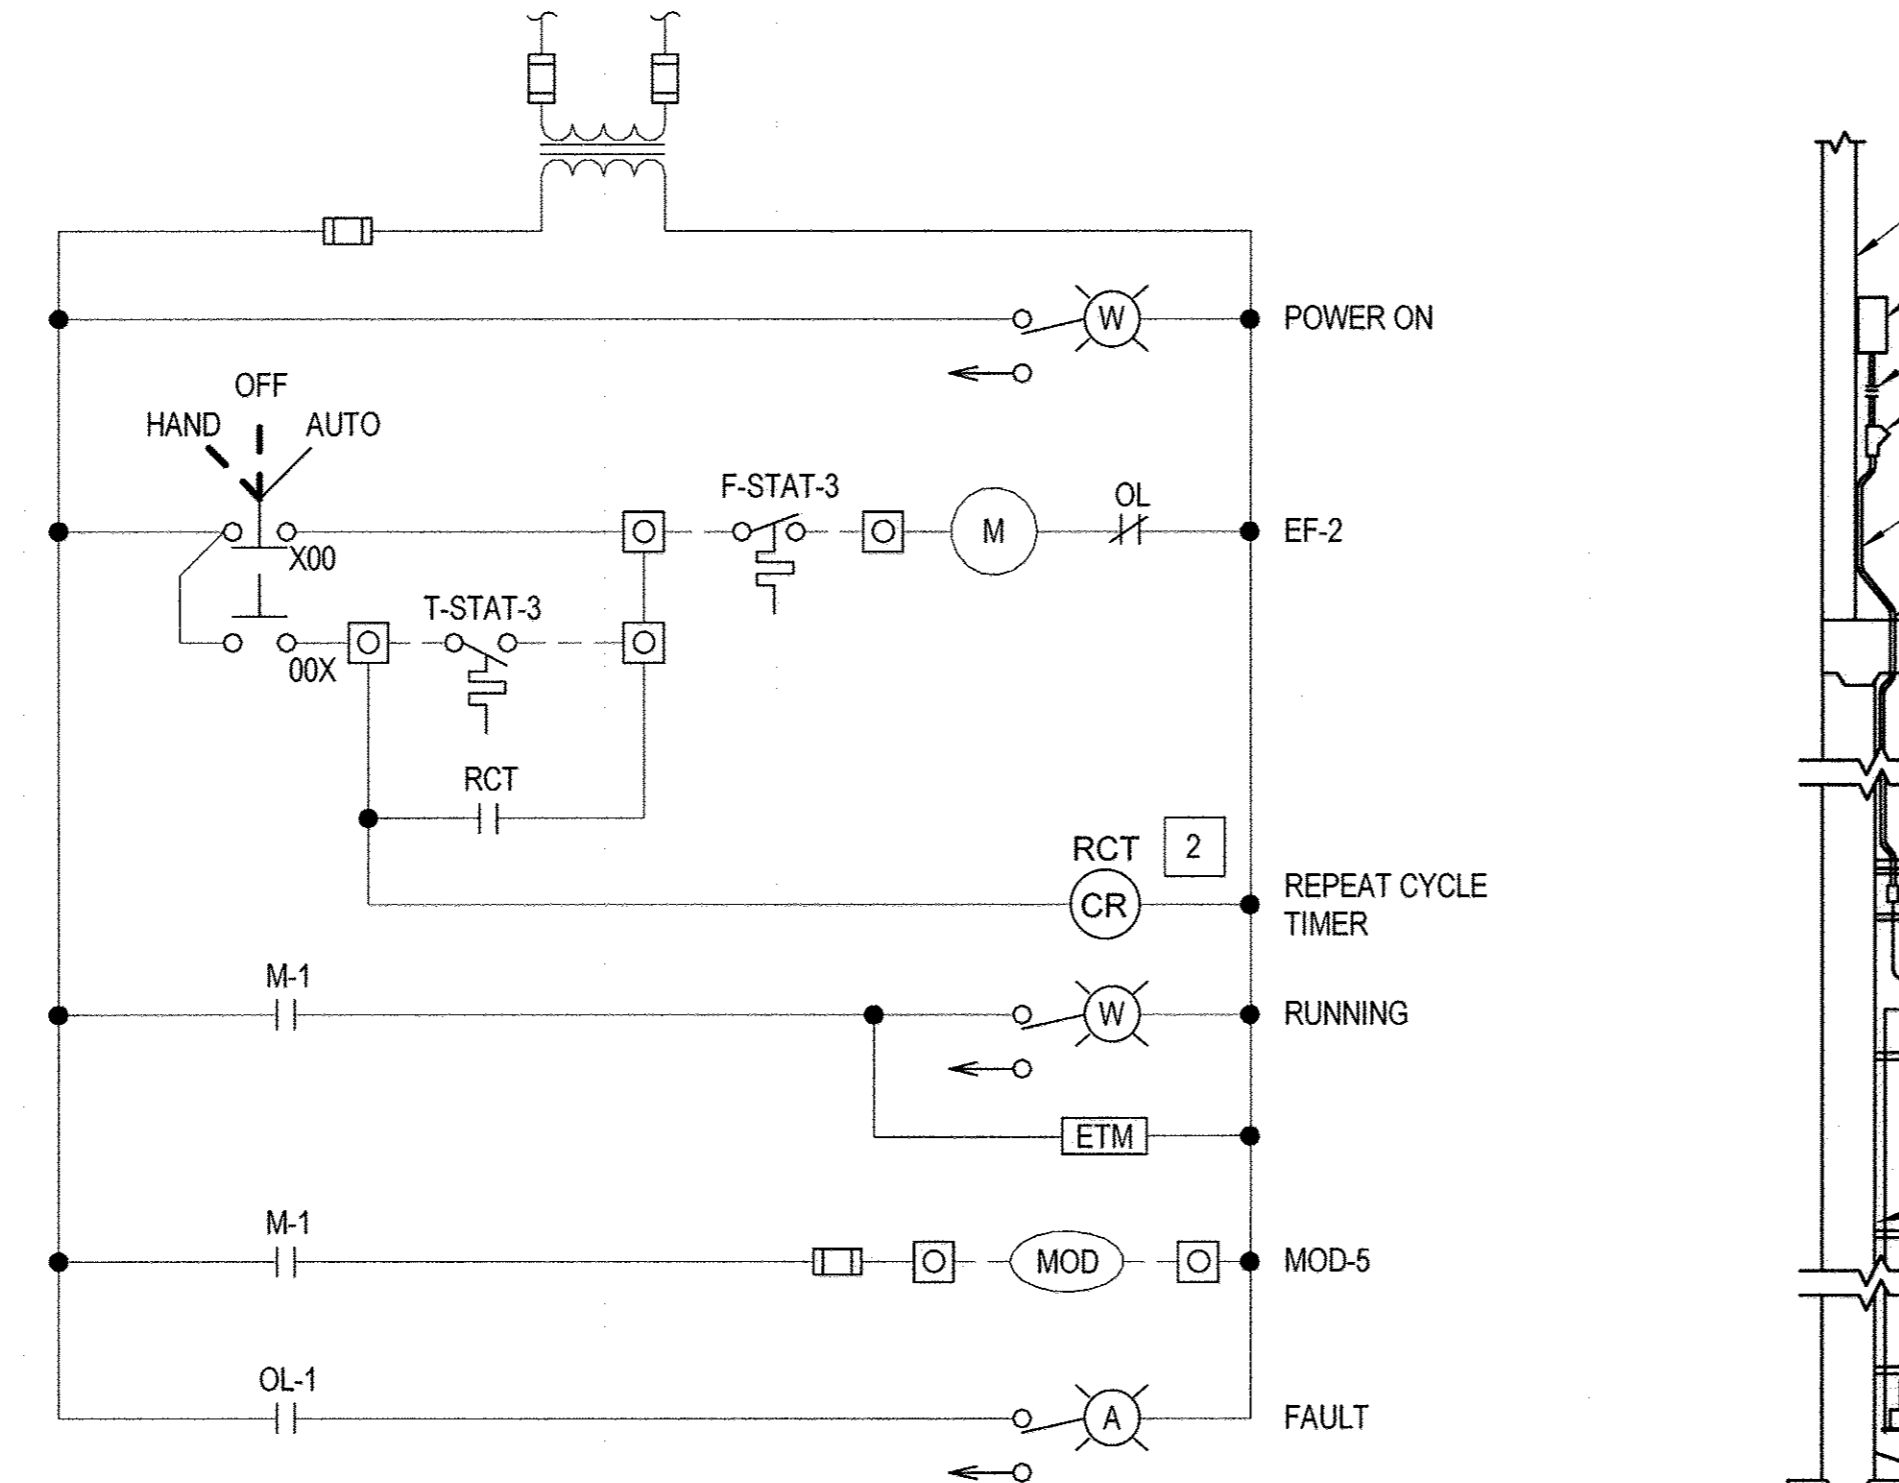 W
POWER ON
OFF
HAND
AUTO
F-STAT-3
OL
M
EF-2
X00
T-STAT-3
00X
RCT
RCT
2
CR
REPEAT CYCLE
TIMER
M-1
W
RUNNING
ETM
M-1
MOD
MOD-5
OL-1
A
FAULT